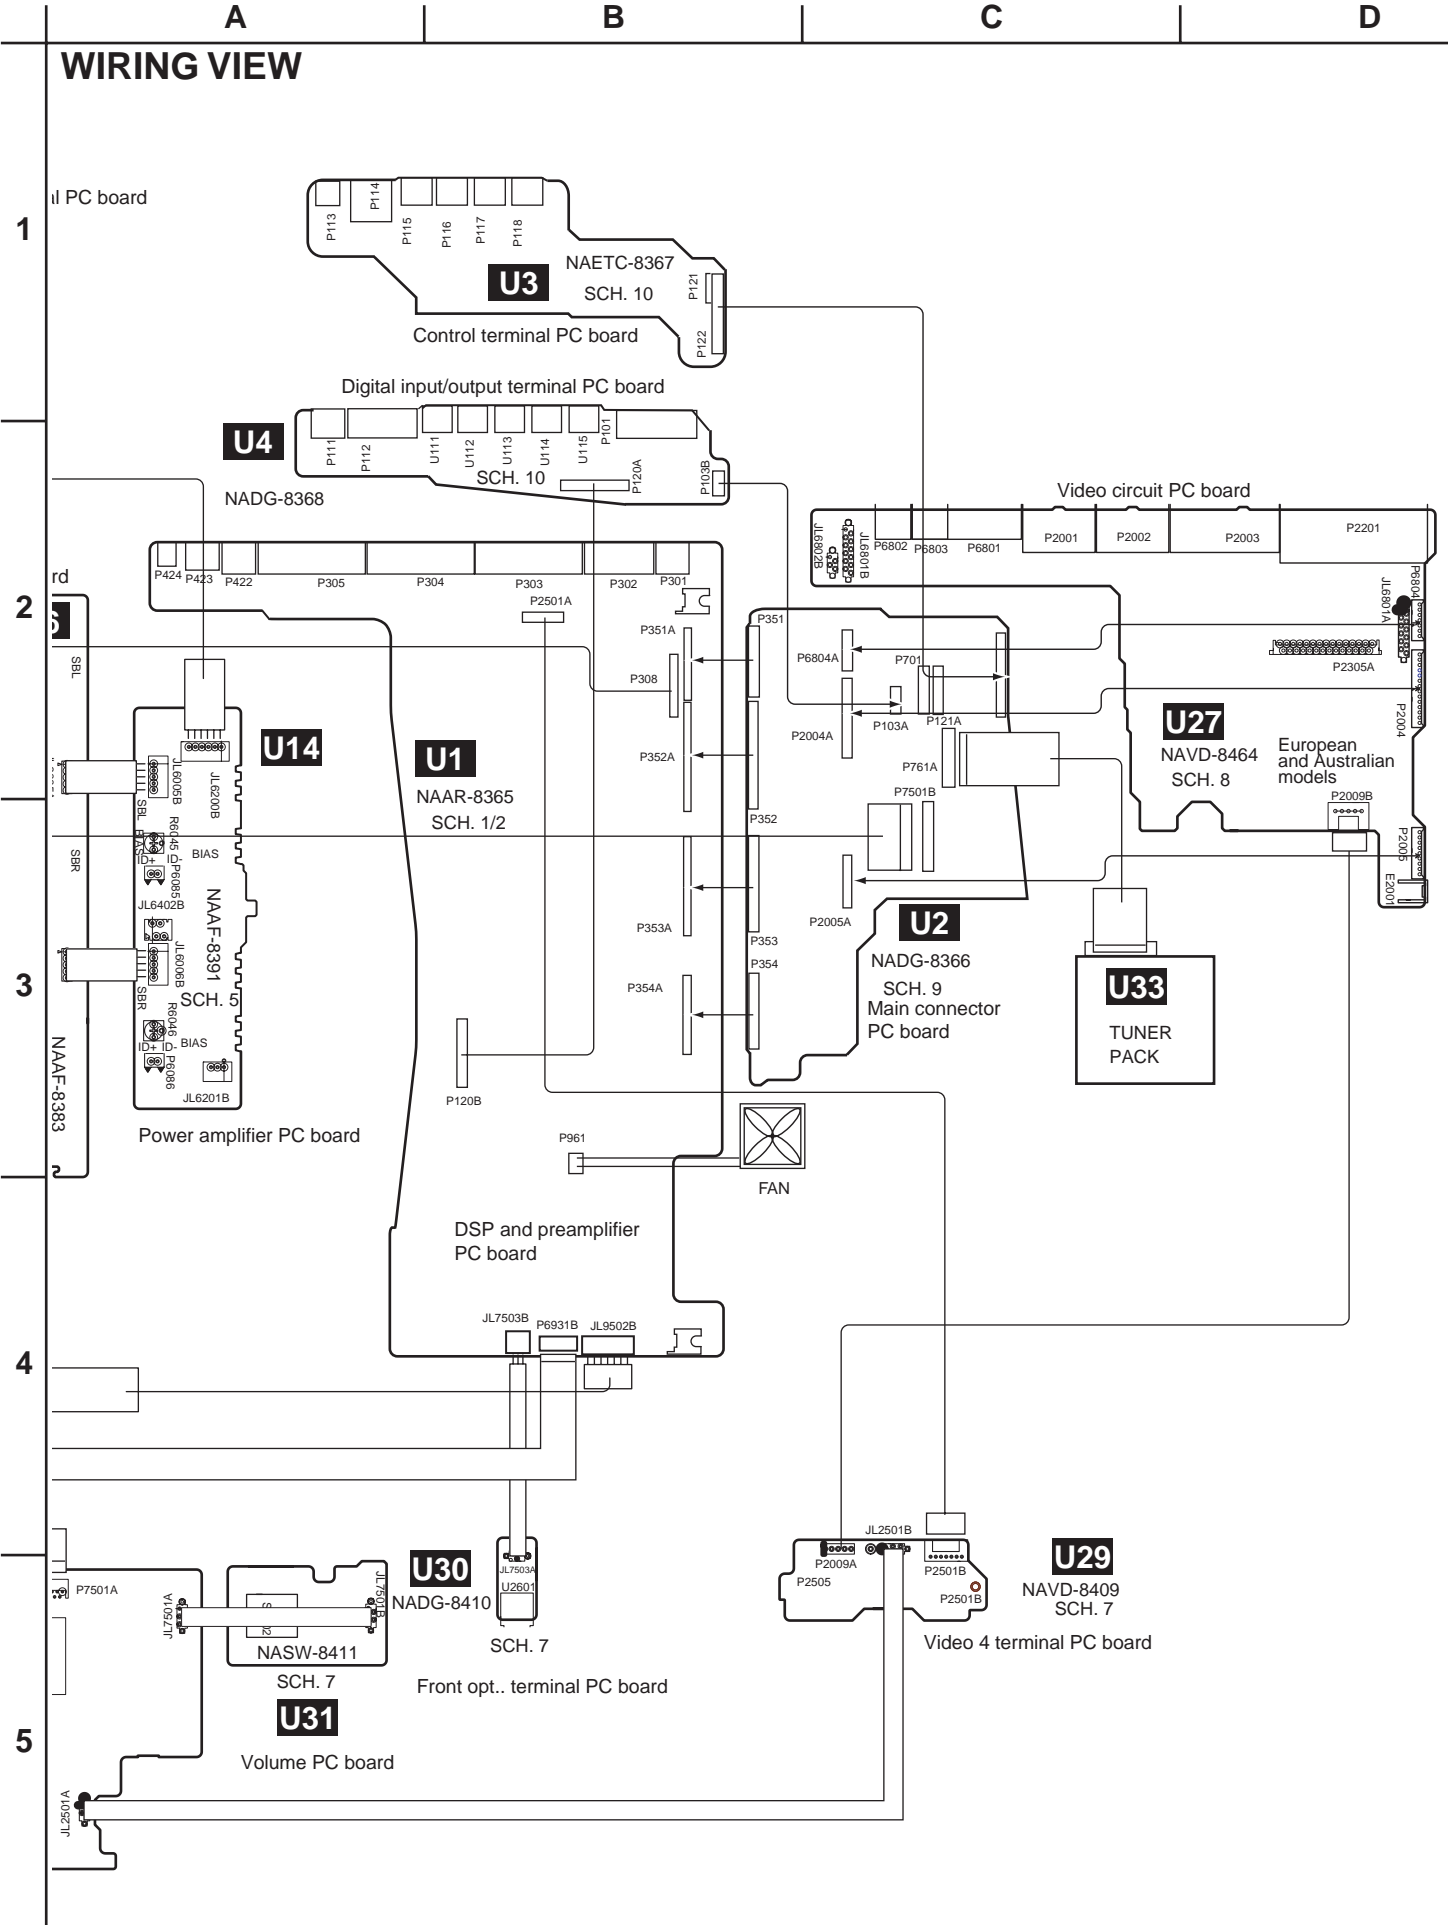 A
B
C
D
WIRING VIEW
al PC board
1
P113
P114
P115
P116
P117
P118
U3
NAETC-8367
SCH. 10
P121
P122
Control terminal PC board
Digital input/output terminal PC board
U4
P111
P112
U111
U112
U113
U114
U115
P101
SCH. 10
P120A
P103B
NADG-8368
Video circuit PC board
JL6802B
JL6801B
P6802
P6803
P6801
P2001
P2002
P2003
P2201
rd
2
P424
P423
P422
P305
P304
P303
P302
P301
P2501A
P351A
P351
P6804
JL6801A
P2305A
P6804A
P701
P308
SBL
U14
U1
P103A
P121A
P2004A
U27
P2004
NAVD-8464
SCH. 8
European
and Australian
models
JL6005B
JL6200B
NAAR-8365
SCH. 1/2
P352A
P352
P761A
P7501B
P2009B
P2005
E2001
SBL
R6045
BIAS
ID+ ID-
BIAS
P6085
SBR
JL6402B
NAAF-8391
JL6006B
SCH. 5
SBR
R6046
ID+ ID-
BIAS
P6086
JL6201B
NAAF-8383
3
P353A
P353
P354
P354A
P2005A
U2
NADG-8366
SCH. 9
Main connector
PC board
U33
TUNER
PACK
P120B
Power amplifier PC board
P961
FAN
DSP and preamplifier
PC board
4
JL7503B
P6931B
JL9502B
JL2501B
P2009A
P2505
P2501B
P2501B
U29
NAVD-8409
SCH. 7
Video 4 terminal PC board
P7501A
JL7501A
JL7501B
U30
NADG-8410
JL7503A
U2601
SCH. 7
Front opt.. terminal PC board
NASW-8411
SCH. 7
U31
Volume PC board
5
JL2501A